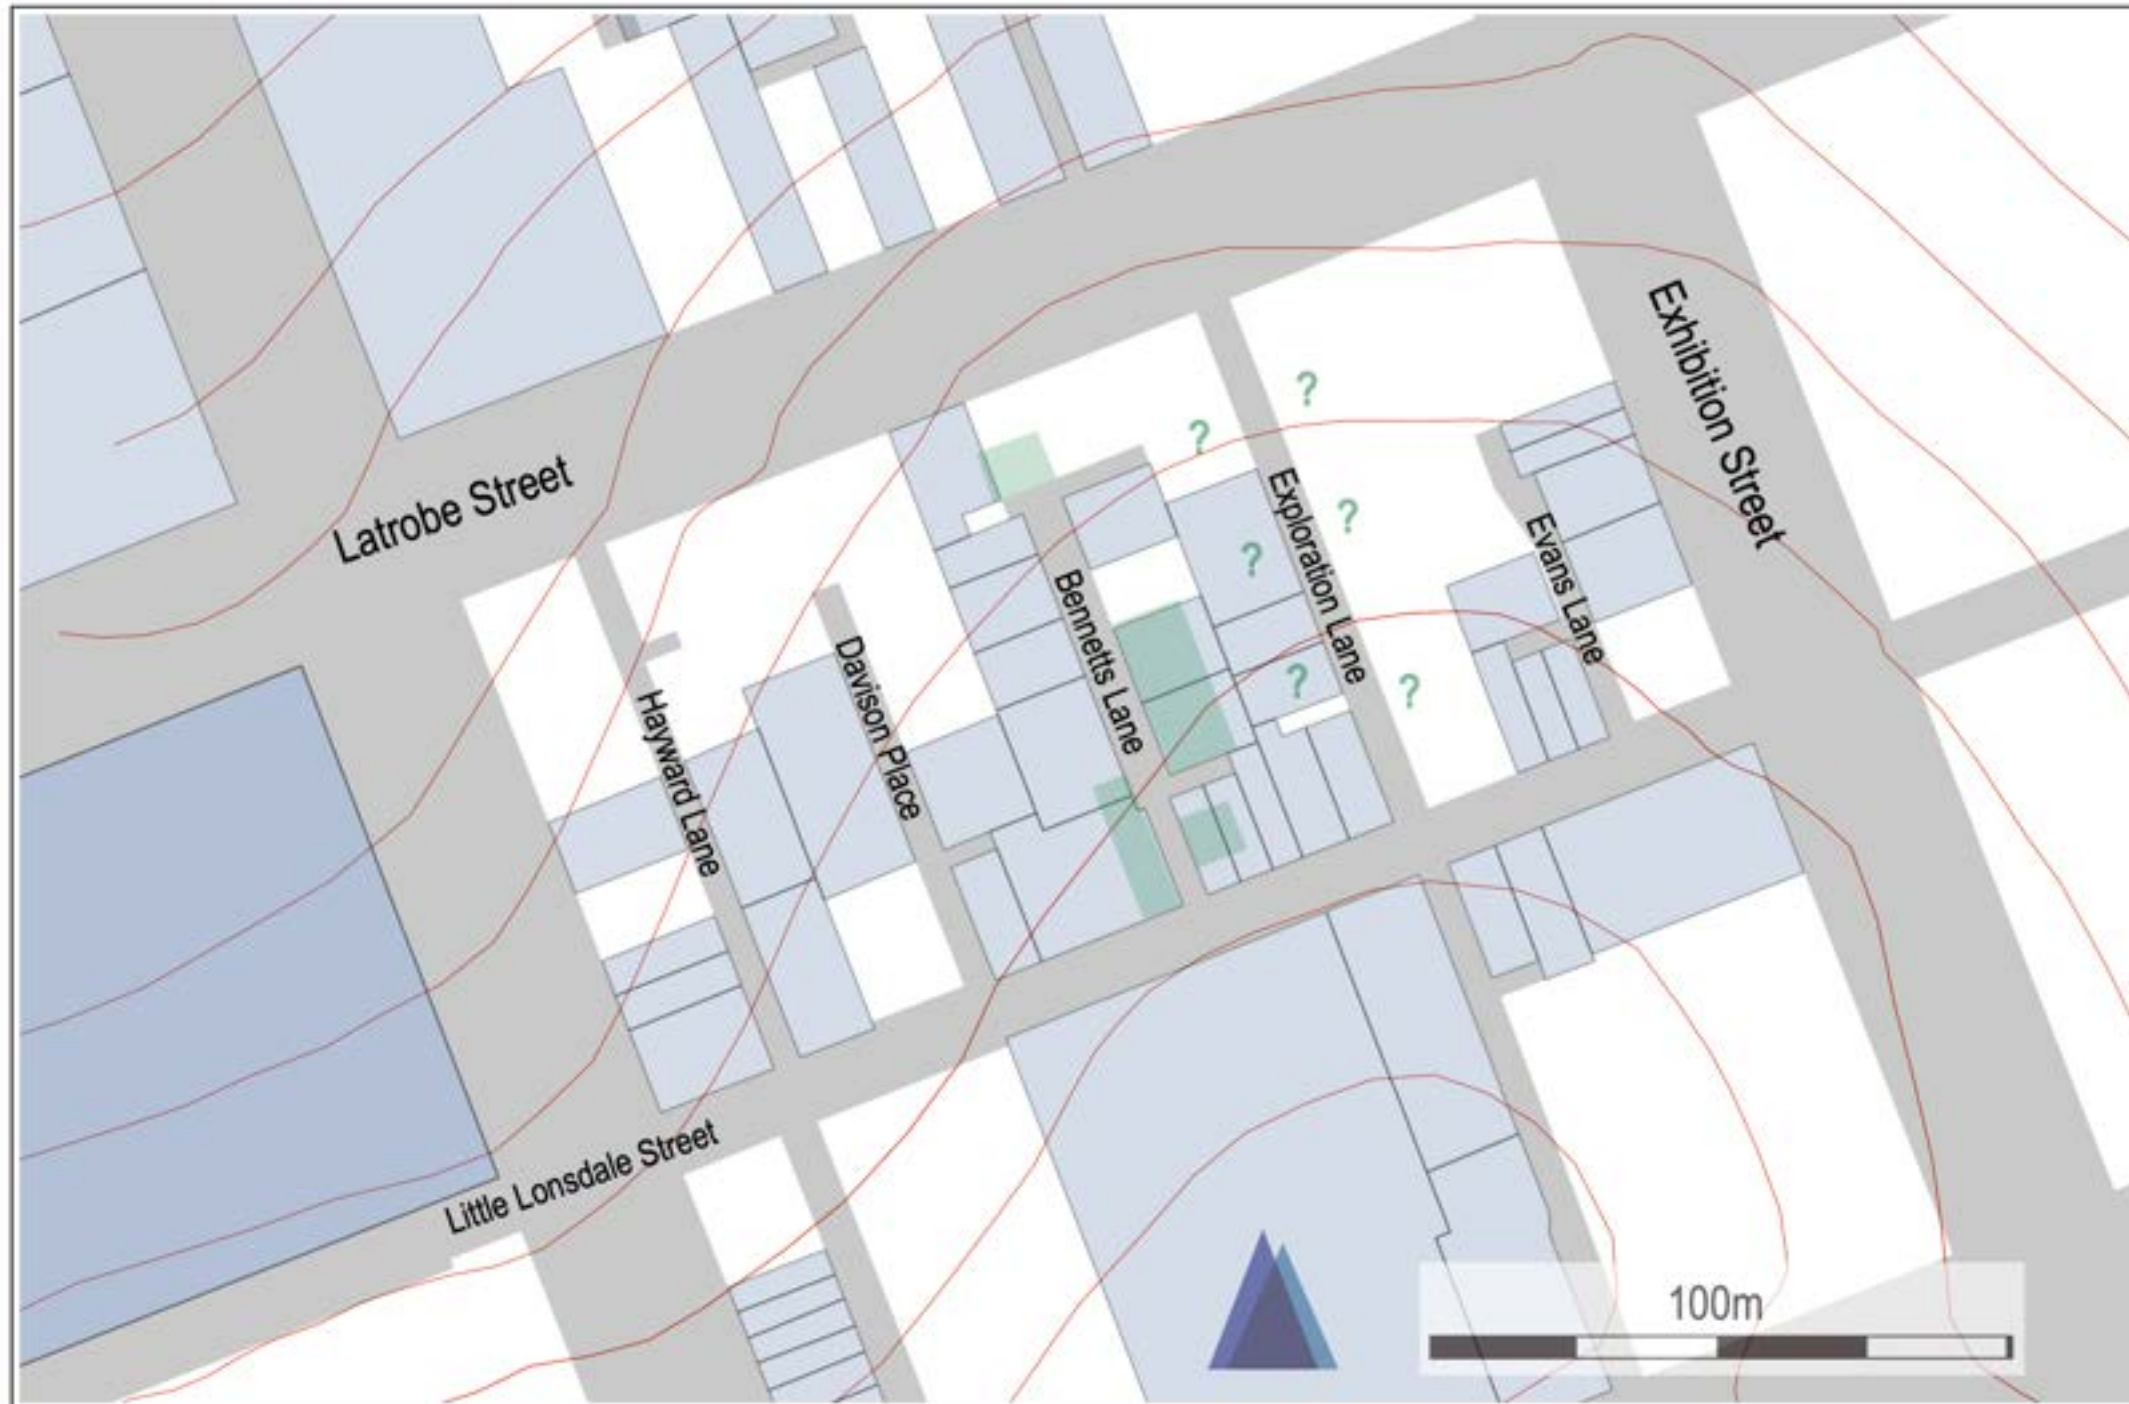 Latrobe Street
Exhibition Street
?
?
?
?
?
?
Exploration Lane
Evans Lane
Bennetts Lane
Davison Place
Hayward Lane
Little Lonsdale Street
100m